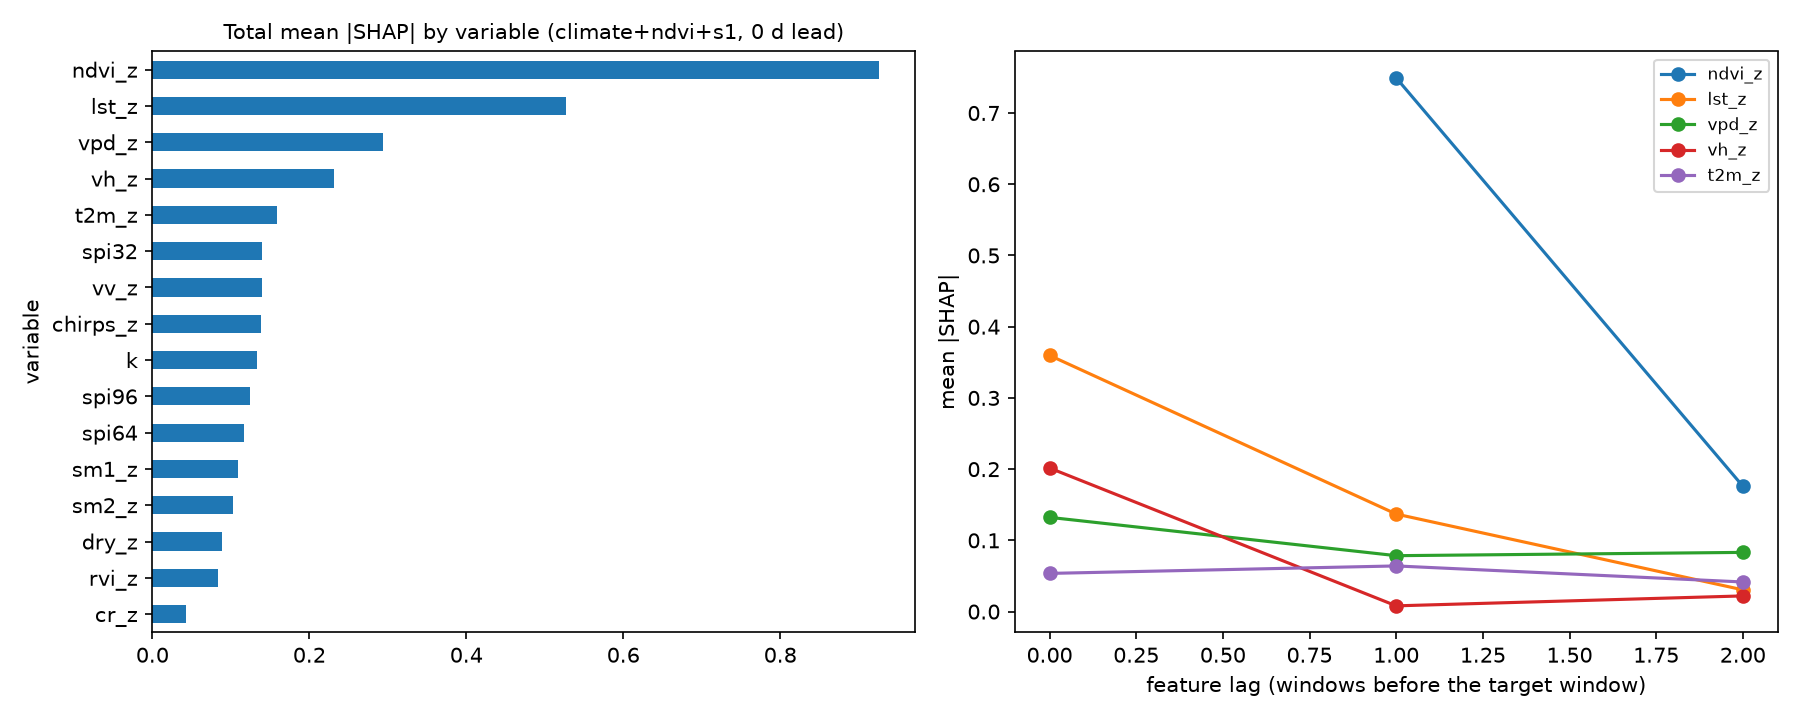 Total mean |SHAP| by variable (climate+ndvi+s1, 0 d lead)
variable
ndvi_z
lst_z
vpd_z
vh_z
t2m_z
spi32
vv_z
chirps_z
k
spi96
spi64
sm1_z
sm2_z
dry_z
rvi_z
cr_z
0.0 0.2 0.4 0.6 0.8
mean |SHAP|
0.7
0.6
0.5
0.4
0.3
0.2
0.1
0.0
ndvi_z
lst_z
vpd_z
vh_z
t2m_z
0.00 0.25 0.50 0.75 1.00 1.25 1.50 1.75 2.00
feature lag (windows before the target window)